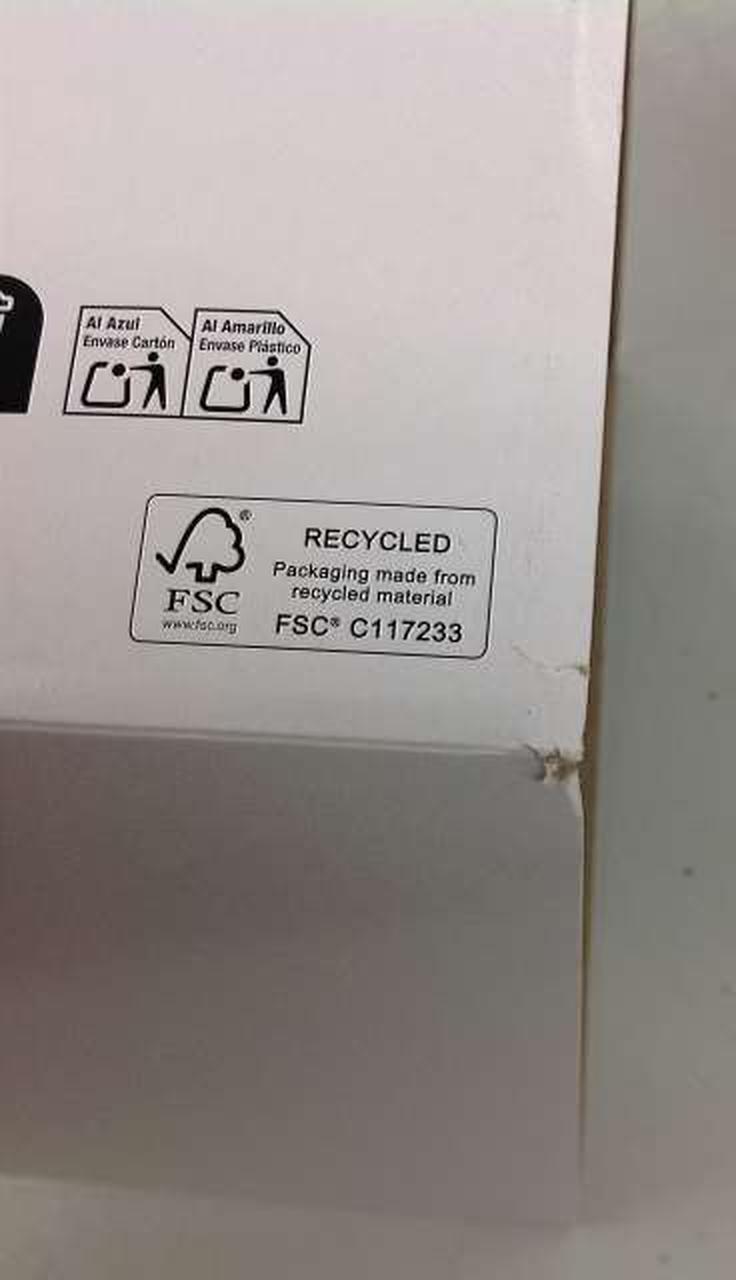 Al Azul
Envase Cartón
Al Amarillo
Envase Plástico
®
FSC
www.fsc.org
RECYCLED
Packaging made from
recycled material
FSC® C117233